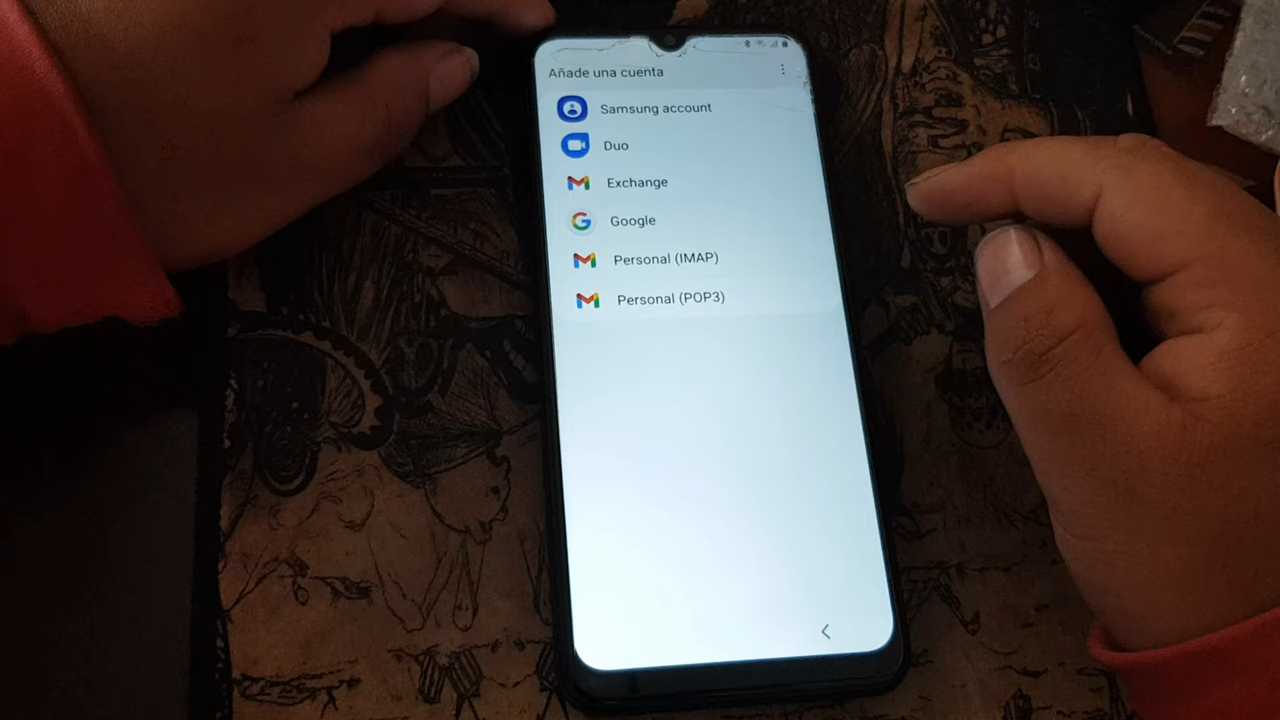 Añade una cuenta
Samsung account
Duo
Exchange
Google
Personal (IMAP)
Personal (POP3)